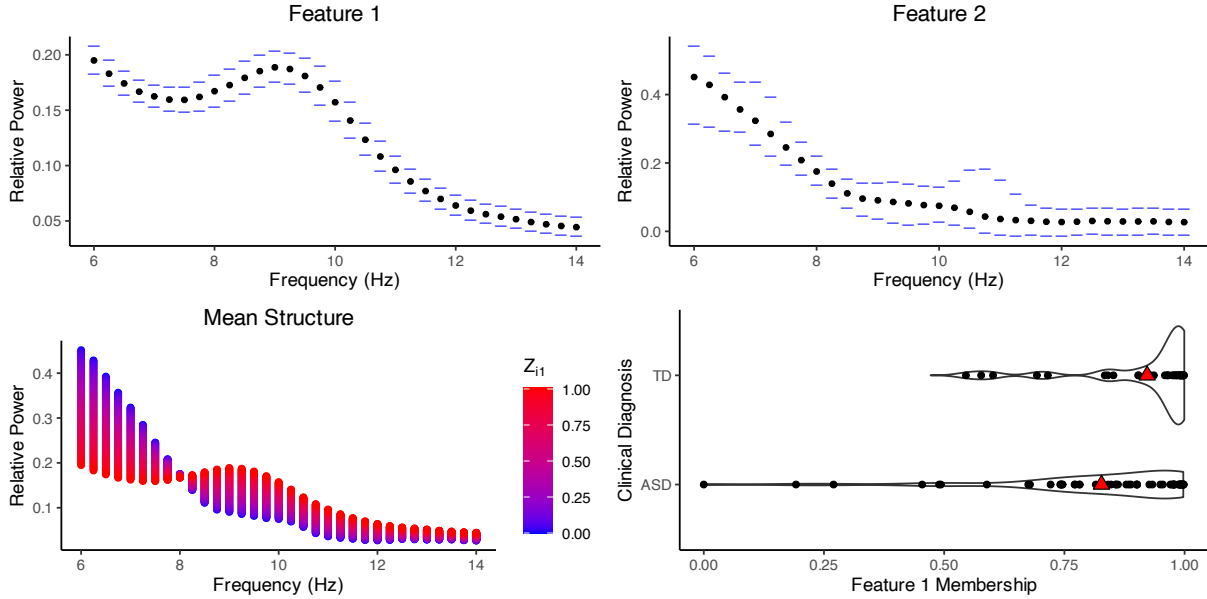 Feature 1
Relative Power
0.20
0.15
0.10
0.05
6 8 10 12 14
Frequency (Hz)
Feature 2
Relative Power
0.4
0.2
0.0
6 8 10 12 14
Frequency (Hz)
Mean Structure
Relative Power
0.4
0.3
0.2
0.1
6 8 10 12 14
Frequency (Hz)
Z_i1
1.00
0.75
0.50
0.25
0.00
Clinical Diagnosis
TD
ASD
0.00 0.25 0.50 0.75 1.00
Feature 1 Membership